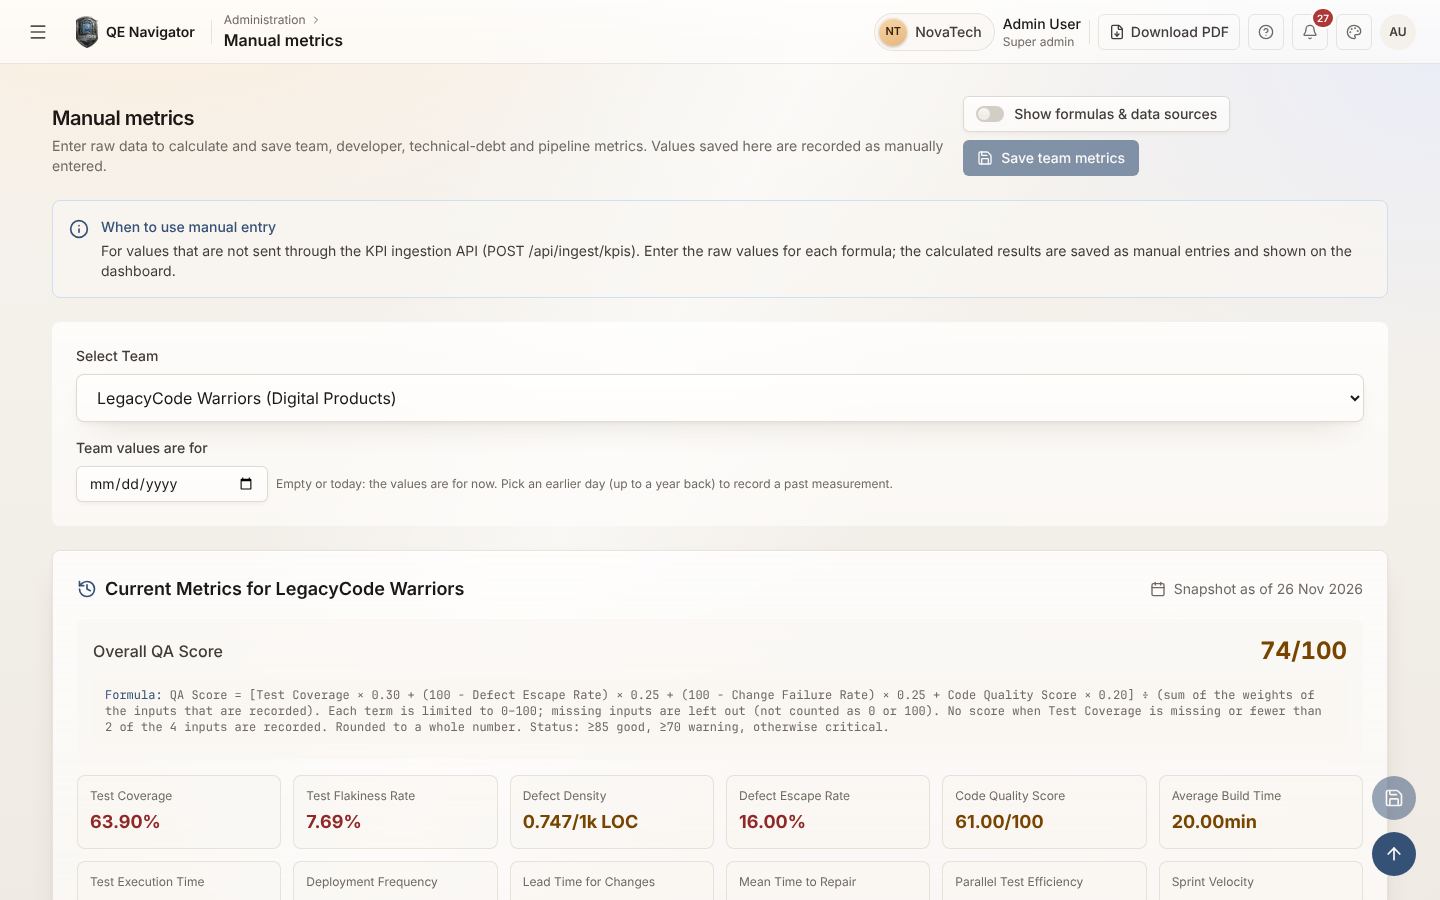 QE Navigator
Administration
Manual metrics
NT NovaTech
Admin User
Super admin
Download PDF
27
AU
Manual metrics
Enter raw data to calculate and save team, developer, technical-debt and pipeline metrics. Values saved here are recorded as manually
entered.
Show formulas & data sources
Save team metrics
When to use manual entry
For values that are not sent through the KPI ingestion API (POST /api/ingest/kpis). Enter the raw values for each formula; the calculated results are saved as manual entries and shown on the
dashboard.
Select Team
LegacyCode Warriors (Digital Products)
Team values are for
mm/dd/yyyy
Empty or today: the values are for now. Pick an earlier day (up to a year back) to record a past measurement.
Current Metrics for LegacyCode Warriors
Snapshot as of 26 Nov 2026
Overall QA Score
74/100
Formula: QA Score = [Test Coverage × 0.30 + (100 - Defect Escape Rate) × 0.25 + (100 - Change Failure Rate) × 0.25 + Code Quality Score × 0.20] ÷ (sum of the weights of
the inputs that are recorded). Each term is limited to 0–100; missing inputs are left out (not counted as 0 or 100). No score when Test Coverage is missing or fewer than
2 of the 4 inputs are recorded. Rounded to a whole number. Status: ≥85 good, ≥70 warning, otherwise critical.
Test Coverage
63.90%
Test Flakiness Rate
7.69%
Defect Density
0.747/1k LOC
Defect Escape Rate
16.00%
Code Quality Score
61.00/100
Average Build Time
20.00min
Test Execution Time
Deployment Frequency
Lead Time for Changes
Mean Time to Repair
Parallel Test Efficiency
Sprint Velocity